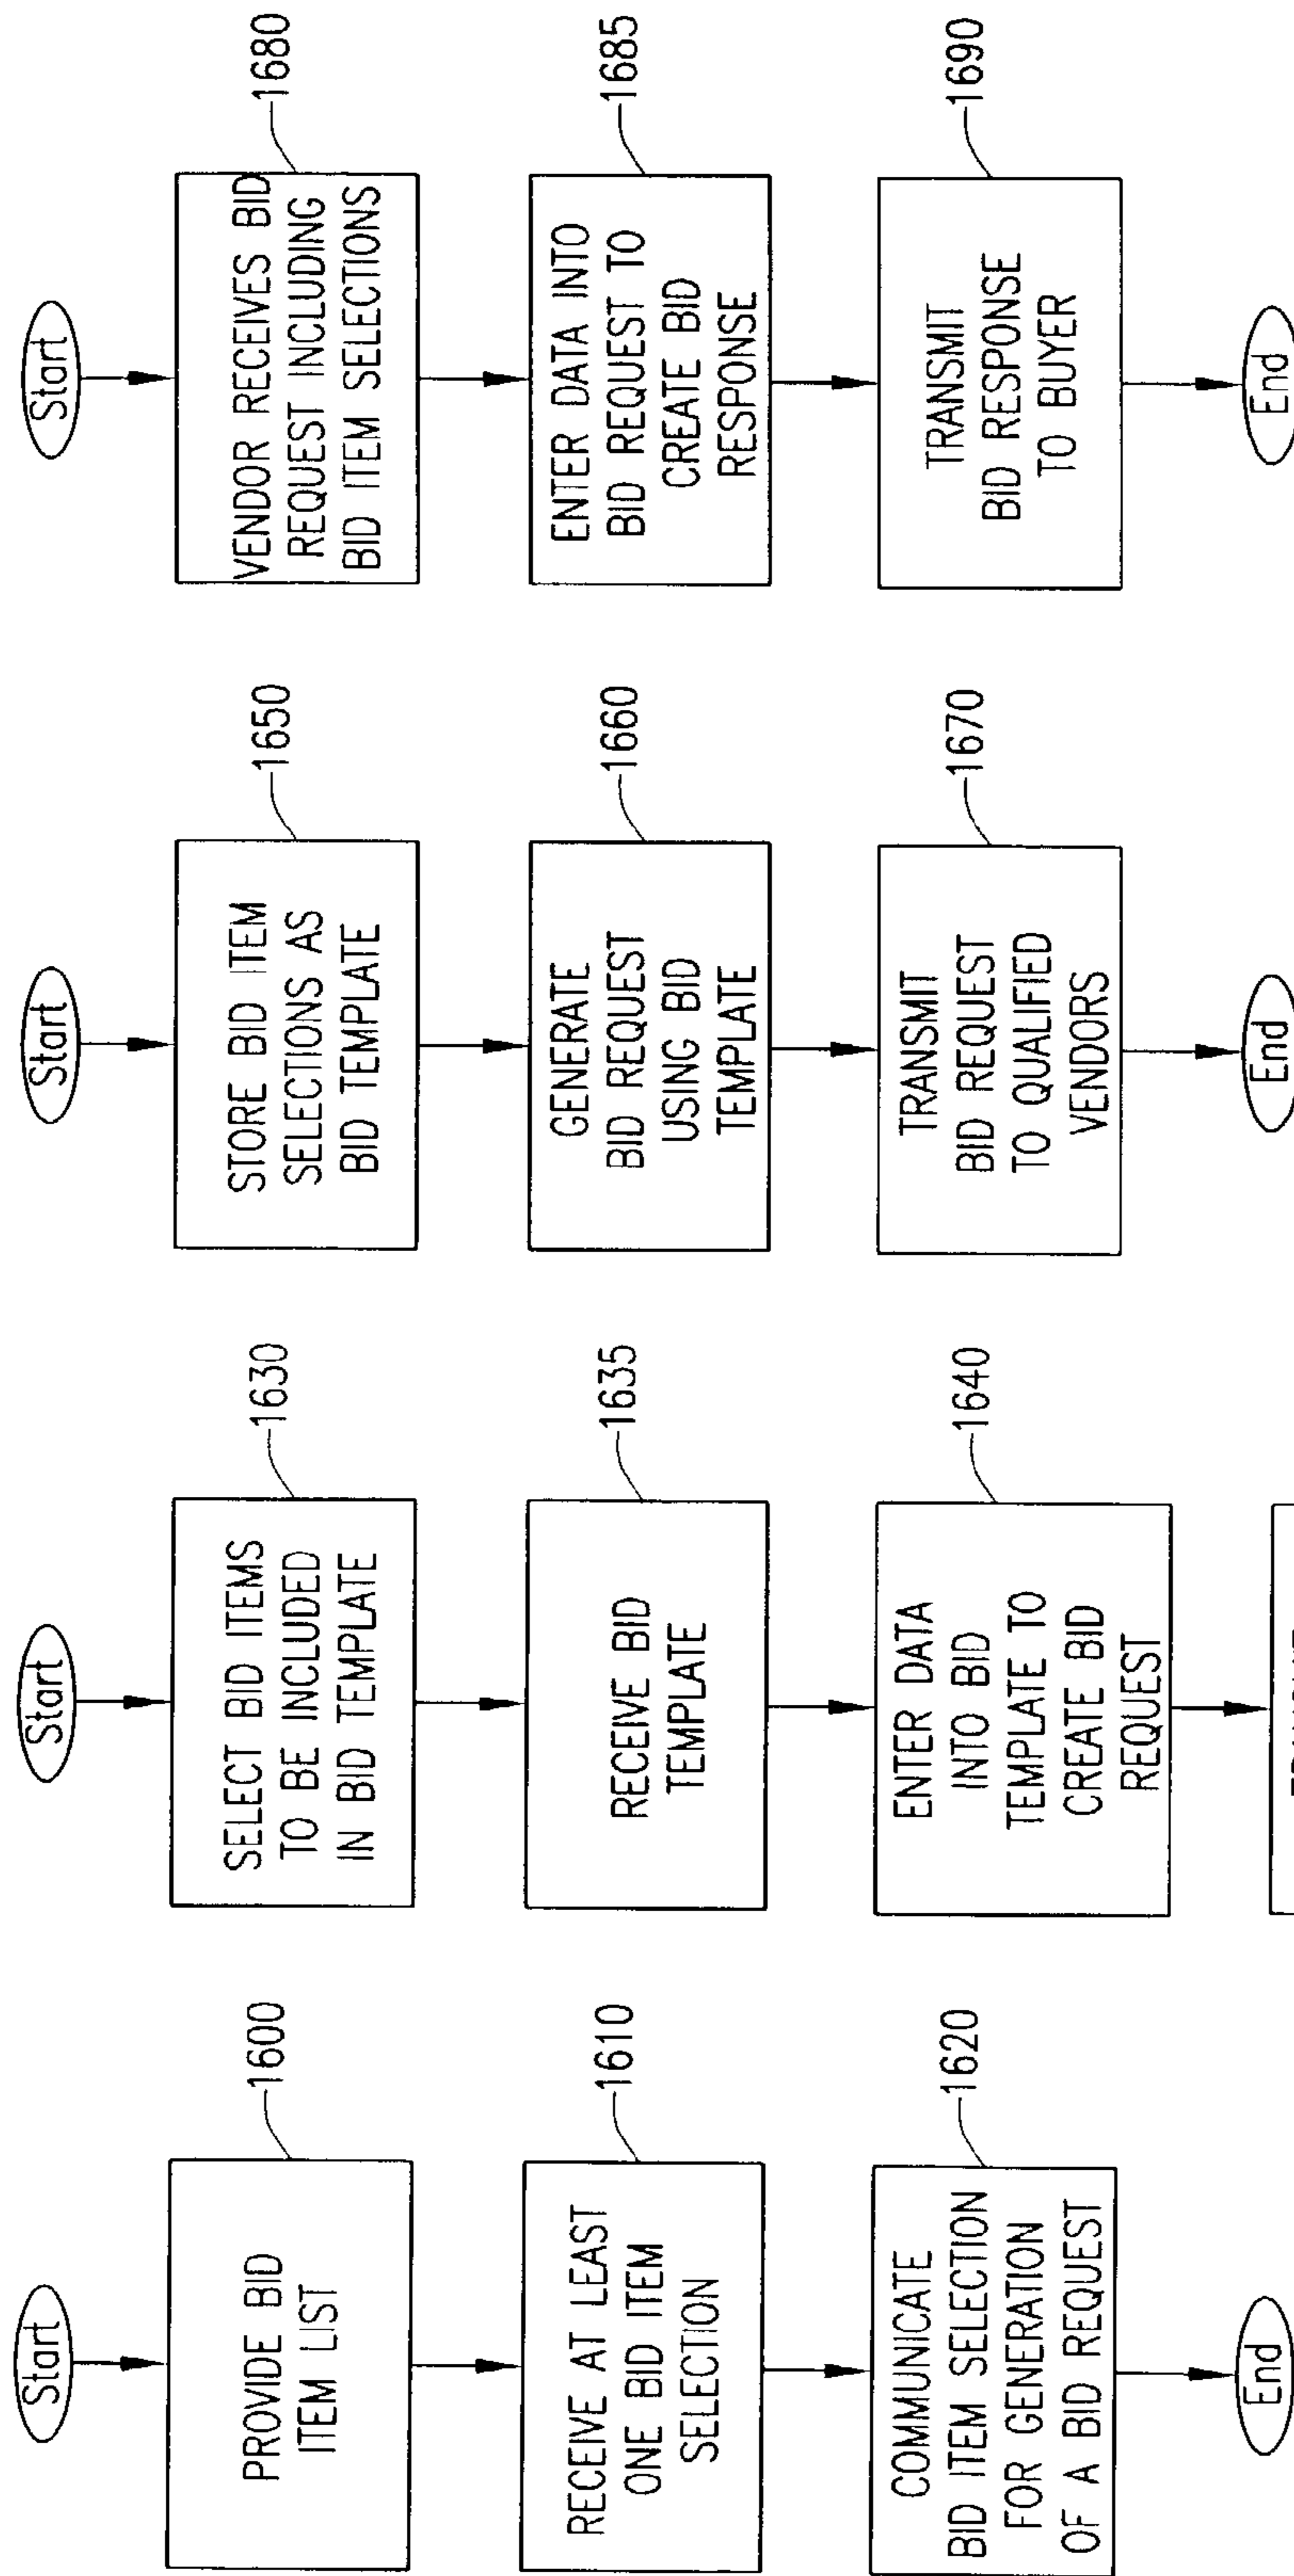 Start
PROVIDE BID
ITEM LIST
1600
RECEIVE AT LEAST
ONE BID ITEM
SELECTION
1610
COMMUNICATE
BID ITEM SELECTION
FOR GENERATION
OF A BID REQUEST
1620
End
Start
SELECT BID ITEMS
TO BE INCLUDED
IN BID TEMPLATE
1630
RECEIVE BID
TEMPLATE
1635
ENTER DATA
INTO BID
TEMPLATE TO
CREATE BID
REQUEST
1640
Start
STORE BID ITEM
SELECTIONS AS
BID TEMPLATE
1650
GENERATE
BID REQUEST
USING BID
TEMPLATE
1660
TRANSMIT
BID REQUEST
TO QUALIFIED
VENDORS
1670
End
Start
VENDOR RECEIVES BID
REQUEST INCLUDING
BID ITEM SELECTIONS
1680
ENTER DATA INTO
BID REQUEST TO
CREATE BID
RESPONSE
1685
TRANSMIT
BID RESPONSE
TO BUYER
1690
End